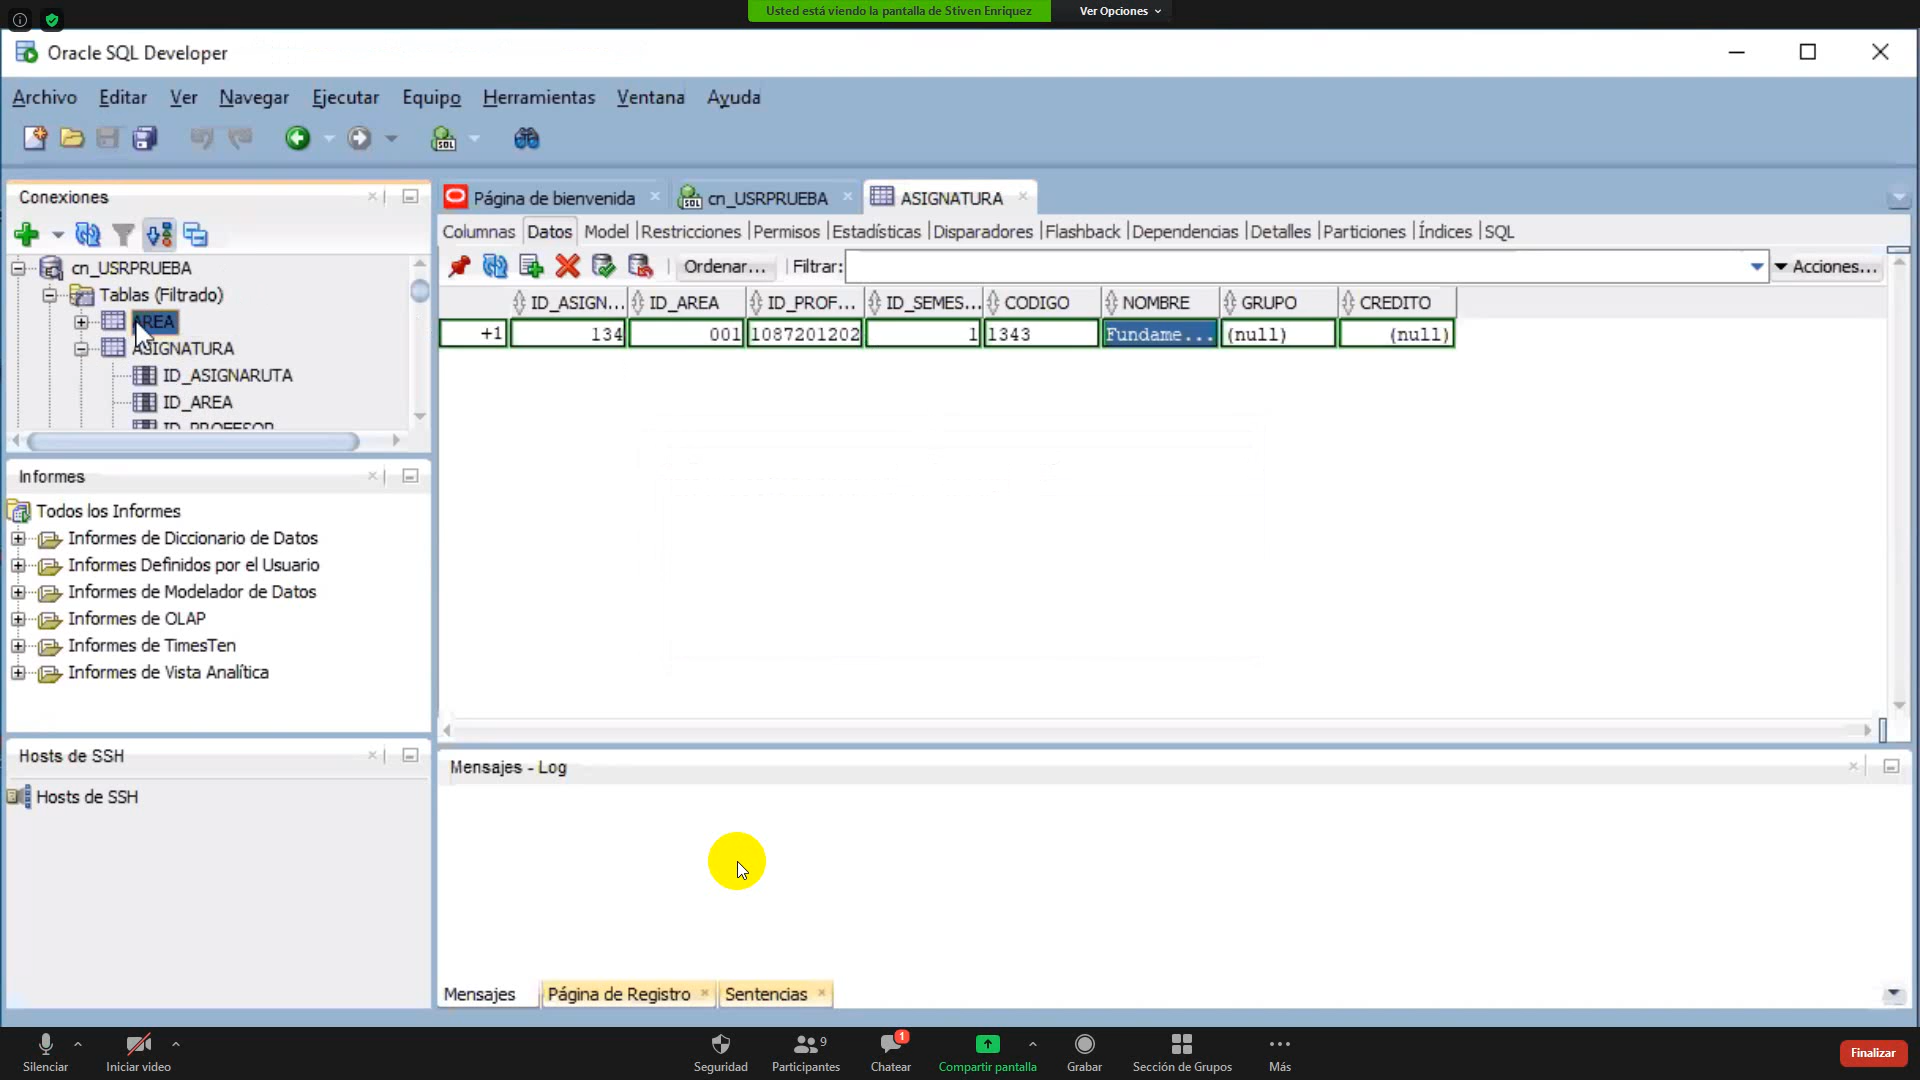 Usted está viendo la pantalla de Stiven Enriquez
Ver Opciones
Oracle SQL Developer
Archivo Editar Ver Navegar Ejecutar Equipo Herramientas Ventana Ayuda
Conexiones
Página de bienvenida
cn_USRPRUEBA
ASIGNATURA
Columnas Datos Model Restricciones Permisos Estadísticas Disparadores Flashback Dependencias Detalles Particiones Índices SQL
Ordenar... Filtrar: Acciones...
cn_USRPRUEBA
Tablas (Filtrado)
AREA
ASIGNATURA
ID_ASIGNARUTA
ID_AREA
ID_PROFESOR
ID_ASIGN... ID_AREA ID_PROF... ID_SEMES... CODIGO NOMBRE GRUPO CREDITO
+1 134 001 1087201202 1 1343 Fundame... (null) (null)
Informes
Todos los Informes
Informes de Diccionario de Datos
Informes Definidos por el Usuario
Informes de Modelador de Datos
Informes de OLAP
Informes de TimesTen
Informes de Vista Analítica
Hosts de SSH
Hosts de SSH
Mensajes - Log
Mensajes Página de Registro Sentencias
Silenciar
Iniciar video
Seguridad
9
Participantes
1
Chatear
Compartir pantalla
Grabar
Sección de Grupos
Más
Finalizar